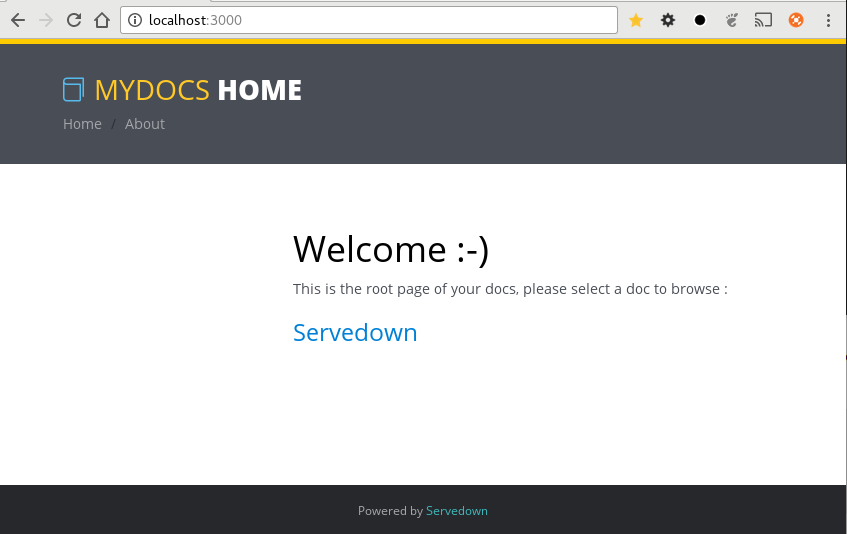 localhost:3000
MYDOCS HOME
Home / About
Welcome :-)
This is the root page of your docs, please select a doc to browse :
Servedown
Powered by Servedown